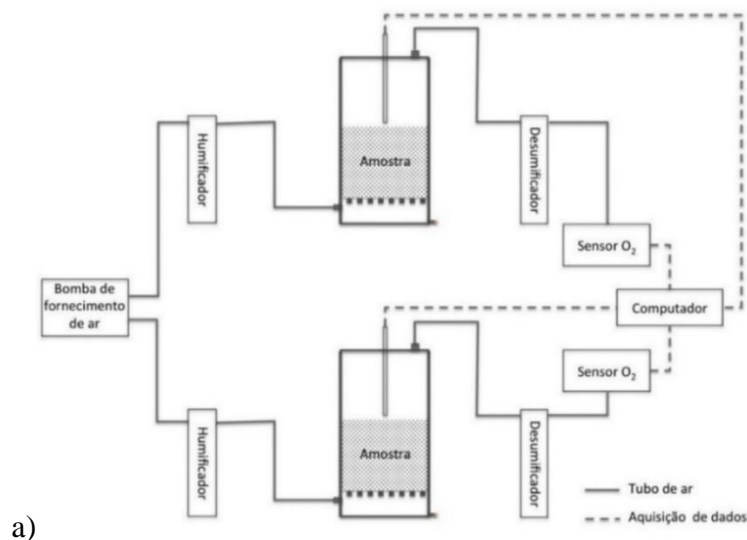 Humificador
Amostra
Desumificador
Sensor O₂
Bomba de
fornecimento
de ar
Computador
Sensor O₂
Humificador
Amostra
Desumificador
Tubo de ar
Aquisição de dados
a)